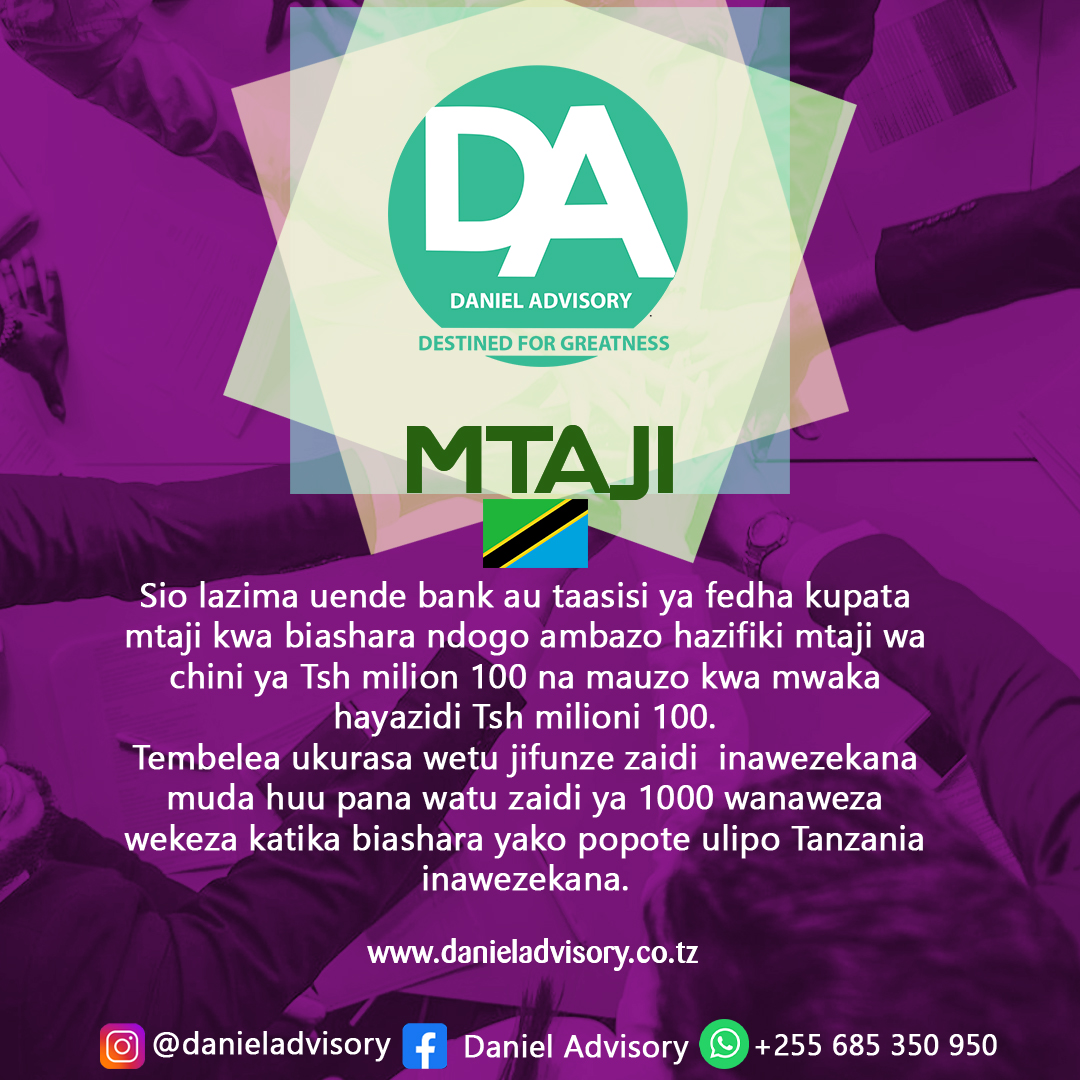 DA
DANIEL ADVISORY
DESTINED FOR GREATNESS
MTAJI
Sio lazima uende bank au taasisi ya fedha kupata
mtaji kwa biashara ndogo ambazo hazifiki mtaji wa
chini ya Tsh milion 100 na mauzo kwa mwaka
hayazidi Tsh milioni 100.
Tembelea ukurasa wetu jifunze zaidi inawezekana
muda huu pana watu zaidi ya 1000 wanaweza
wekeza katika biashara yako popote ulipo Tanzania
inawezekana.
www.danieladvisory.co.tz
@danieladvisory Daniel Advisory +255 685 350 950